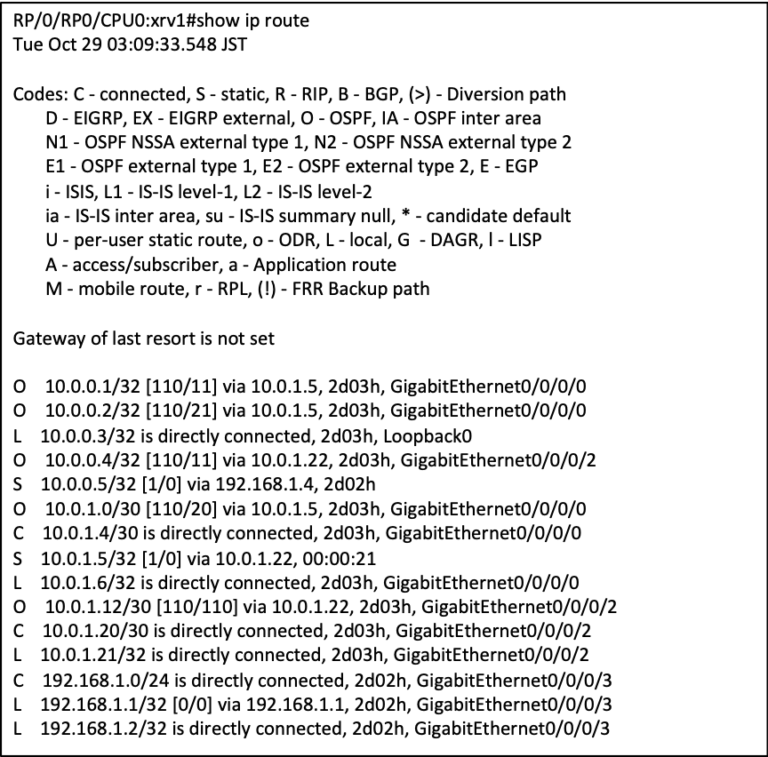 RP/0/RP0/CPU0:xrv1#show ip route
Tue Oct 29 03:09:33.548 JST

Codes: C - connected, S - static, R - RIP, B - BGP, (>) - Diversion path
D - EIGRP, EX - EIGRP external, O - OSPF, IA - OSPF inter area
N1 - OSPF NSSA external type 1, N2 - OSPF NSSA external type 2
E1 - OSPF external type 1, E2 - OSPF external type 2, E - EGP
i - ISIS, L1 - IS-IS level-1, L2 - IS-IS level-2
ia - IS-IS inter area, su - IS-IS summary null, * - candidate default
U - per-user static route, o - ODR, L - local, G - DAGR, l - LISP
A - access/subscriber, a - Application route
M - mobile route, r - RPL, (!) - FRR Backup path

Gateway of last resort is not set

O 10.0.0.1/32 [110/11] via 10.0.1.5, 2d03h, GigabitEthernet0/0/0/0
O 10.0.0.2/32 [110/21] via 10.0.1.5, 2d03h, GigabitEthernet0/0/0/0
L 10.0.0.3/32 is directly connected, 2d03h, Loopback0
O 10.0.0.4/32 [110/11] via 10.0.1.22, 2d03h, GigabitEthernet0/0/0/2
S 10.0.0.5/32 [1/0] via 192.168.1.4, 2d02h
O 10.0.1.0/30 [110/20] via 10.0.1.5, 2d03h, GigabitEthernet0/0/0/0
C 10.0.1.4/30 is directly connected, 2d03h, GigabitEthernet0/0/0/0
S 10.0.1.5/32 [1/0] via 10.0.1.22, 00:00:21
L 10.0.1.6/32 is directly connected, 2d03h, GigabitEthernet0/0/0/0
O 10.0.1.12/30 [110/110] via 10.0.1.22, 2d03h, GigabitEthernet0/0/0/2
C 10.0.1.20/30 is directly connected, 2d03h, GigabitEthernet0/0/0/2
L 10.0.1.21/32 is directly connected, 2d03h, GigabitEthernet0/0/0/2
C 192.168.1.0/24 is directly connected, 2d02h, GigabitEthernet0/0/0/3
L 192.168.1.1/32 [0/0] via 192.168.1.1, 2d02h, GigabitEthernet0/0/0/3
L 192.168.1.2/32 is directly connected, 2d02h, GigabitEthernet0/0/0/3